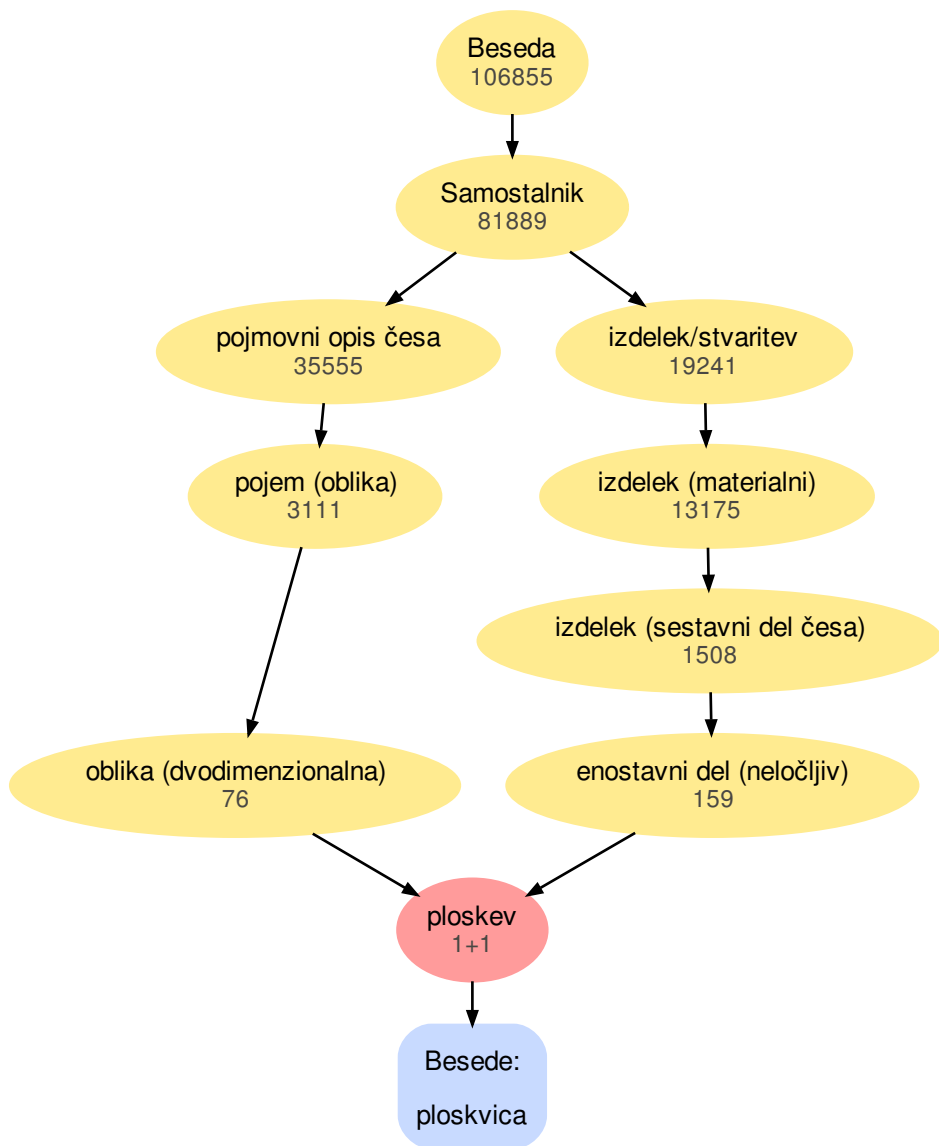 Beseda
106855
Samostalnik
81889
pojmovni opis česa
35555
izdelek/stvaritev
19241
pojem (oblika)
3111
izdelek (materialni)
13175
izdelek (sestavni del česa)
1508
oblika (dvodimenzionalna)
76
enostavni del (neločljiv)
159
ploskev
1+1
Besede:
ploskvica